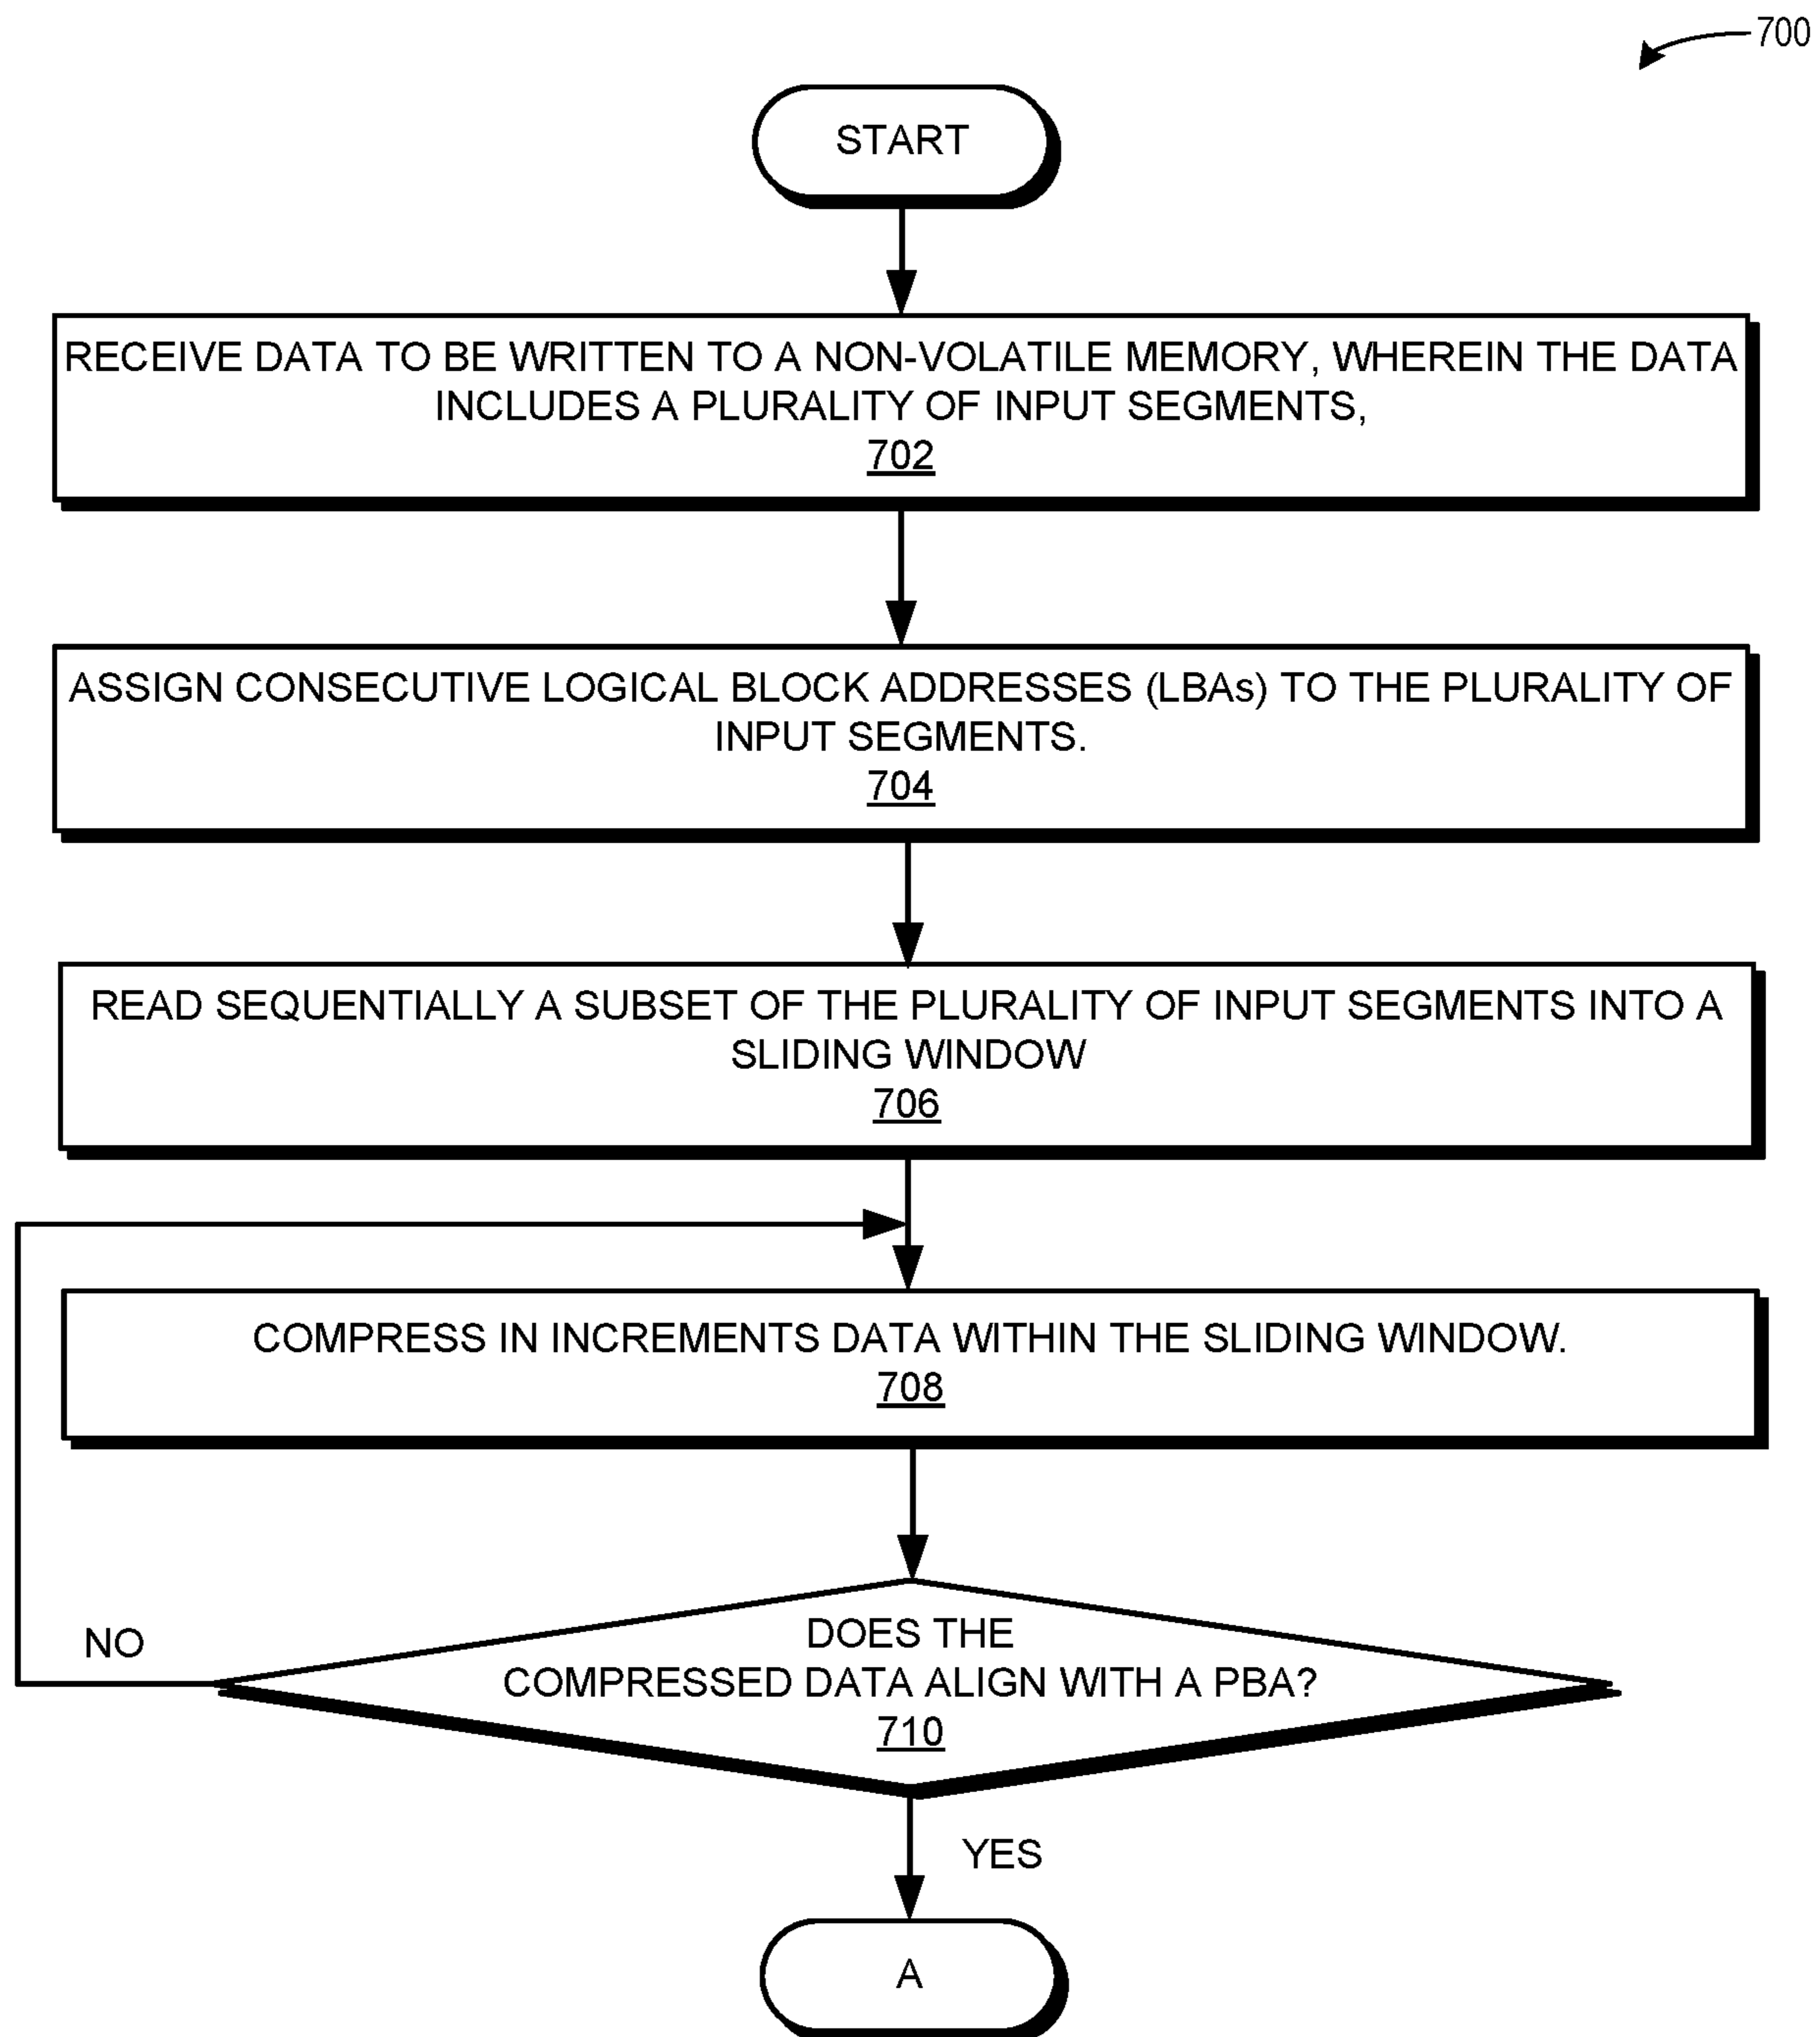 700
START
RECEIVE DATA TO BE WRITTEN TO A NON-VOLATILE MEMORY, WHEREIN THE DATA
INCLUDES A PLURALITY OF INPUT SEGMENTS,
702
ASSIGN CONSECUTIVE LOGICAL BLOCK ADDRESSES (LBAs) TO THE PLURALITY OF
INPUT SEGMENTS.
704
READ SEQUENTIALLY A SUBSET OF THE PLURALITY OF INPUT SEGMENTS INTO A
SLIDING WINDOW
706
COMPRESS IN INCREMENTS DATA WITHIN THE SLIDING WINDOW.
708
DOES THE
COMPRESSED DATA ALIGN WITH A PBA?
710
NO
YES
A